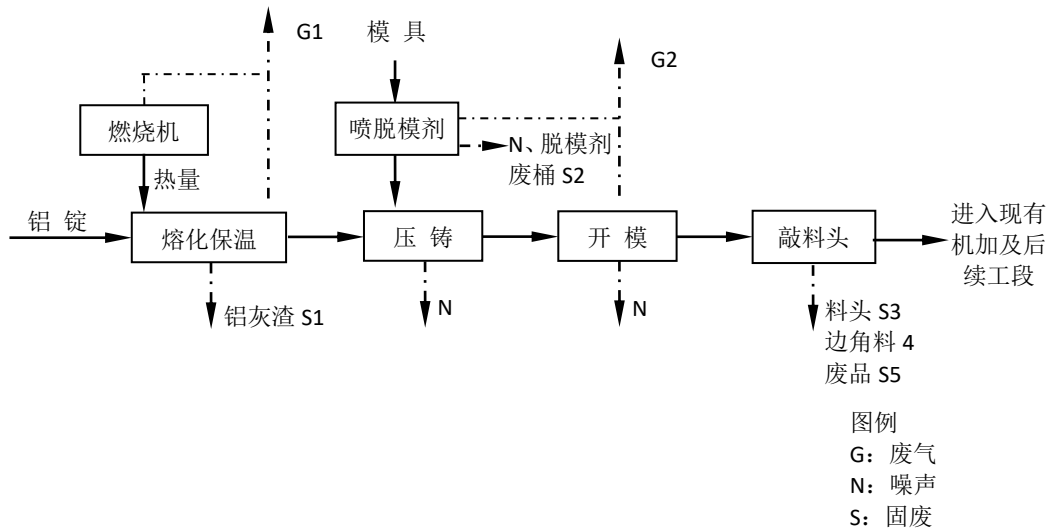 G1
模 具
G2
燃烧机
喷脱模剂
N、脱模剂
废桶 S2
热量
铝 锭
熔化保温
压 铸
开 模
敲料头
进入现有
机加及后
续工段
铝灰渣 S1
N
N
料头 S3
边角料 4
废品 S5
图例
G：废气
N：噪声
S：固废